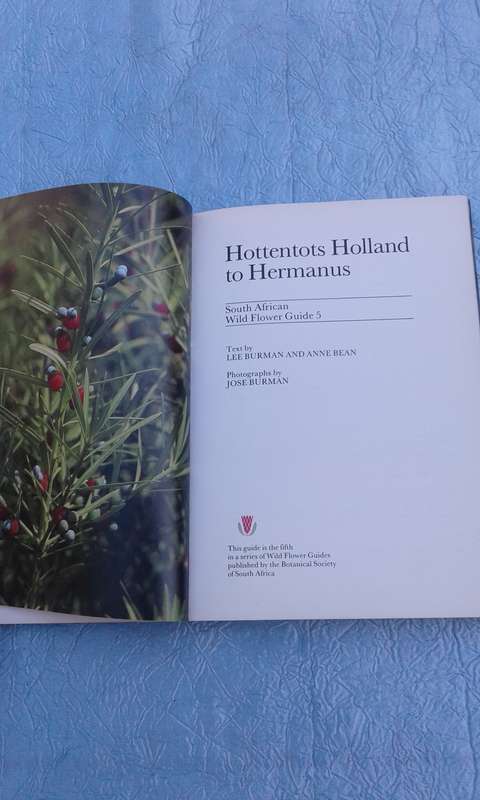 Hottentots Holland
to Hermanus
South African
Wild Flower Guide 5
Text by
LEE BURMAN AND ANNE BEAN
Photographs by
JOSE BURMAN
This guide is the fifth
in a series of Wild Flower Guides
published by the Botanical Society
of South Africa